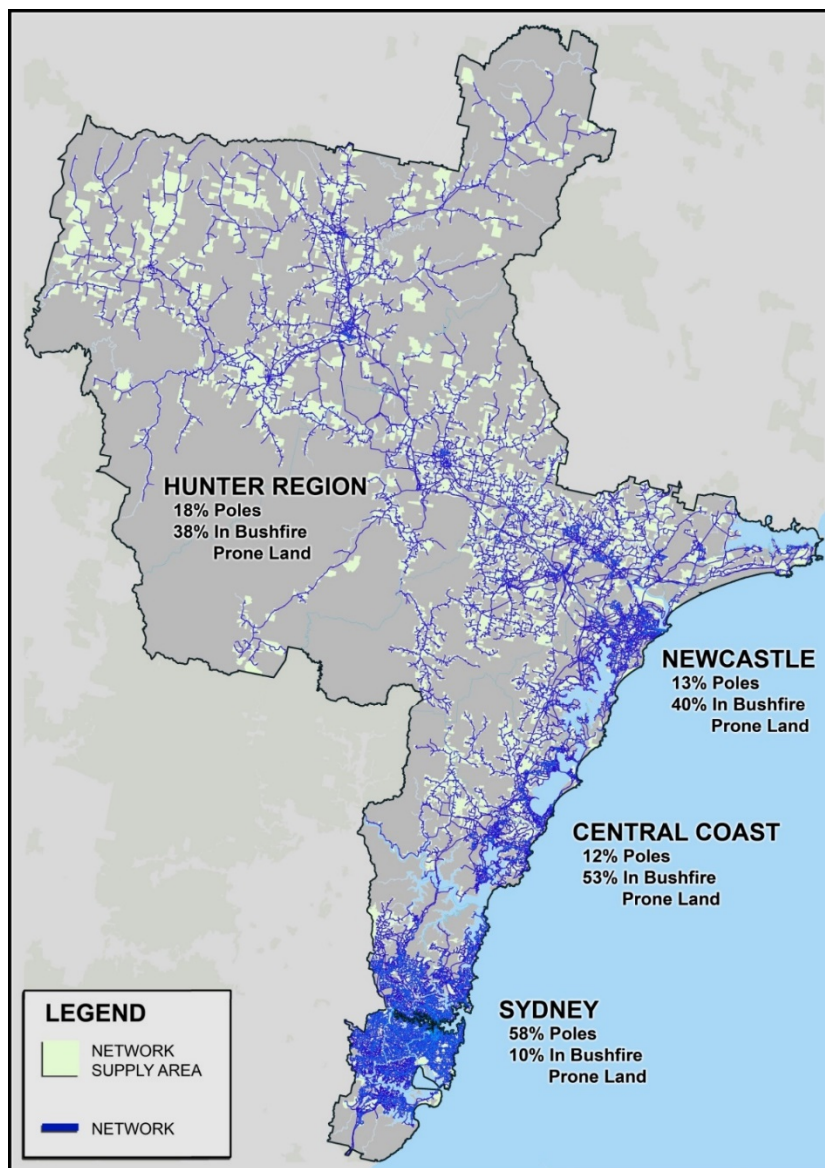 HUNTER REGION
18% Poles
38% In Bushfire
Prone Land
NEWCASTLE
13% Poles
40% In Bushfire
Prone Land
CENTRAL COAST
12% Poles
53% In Bushfire
Prone Land
SYDNEY
58% Poles
10% In Bushfire
Prone Land
LEGEND
NETWORK
SUPPLY AREA
NETWORK